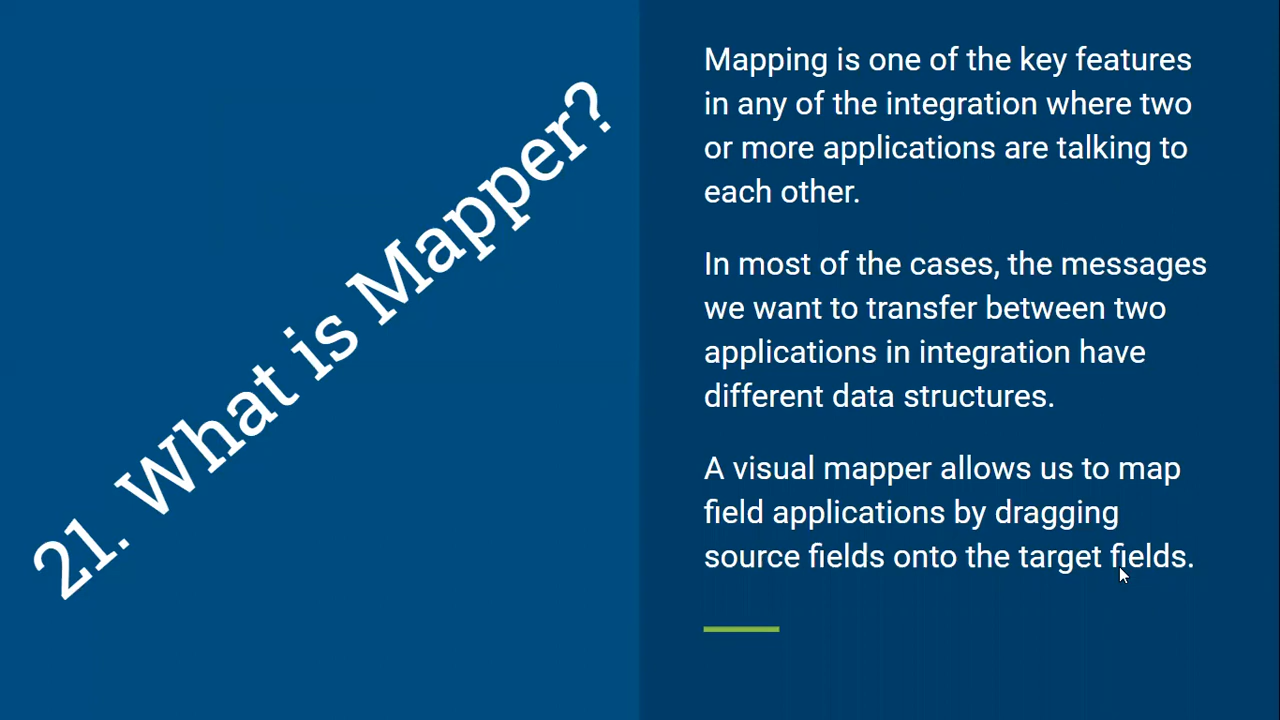 21. What is Mapper?
Mapping is one of the key features
in any of the integration where two
or more applications are talking to
each other.
In most of the cases, the messages
we want to transfer between two
applications in integration have
different data structures.
A visual mapper allows us to map
field applications by dragging
source fields onto the target fields.